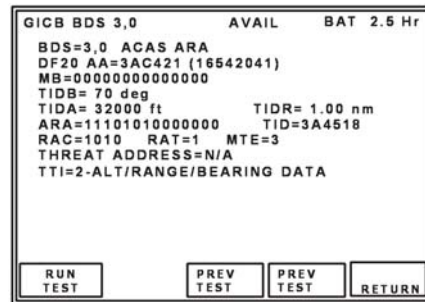 GICB BDS 3,0 AVAIL BAT 2.5 Hr
BDS=3,0 ACAS ARA
DF20 AA=3AC421 (16542041)
MB=00000000000000
TIDB= 70 deg
TIDA= 32000 ft TIDR= 1.00 nm
ARA=11101010000000 TID=3A4518
RAC=1010 RAT=1 MTE=3
THREAT ADDRESS=N/A
TTI=2-ALT/RANGE/BEARING DATA
RUN TEST PREV TEST PREV TEST RETURN